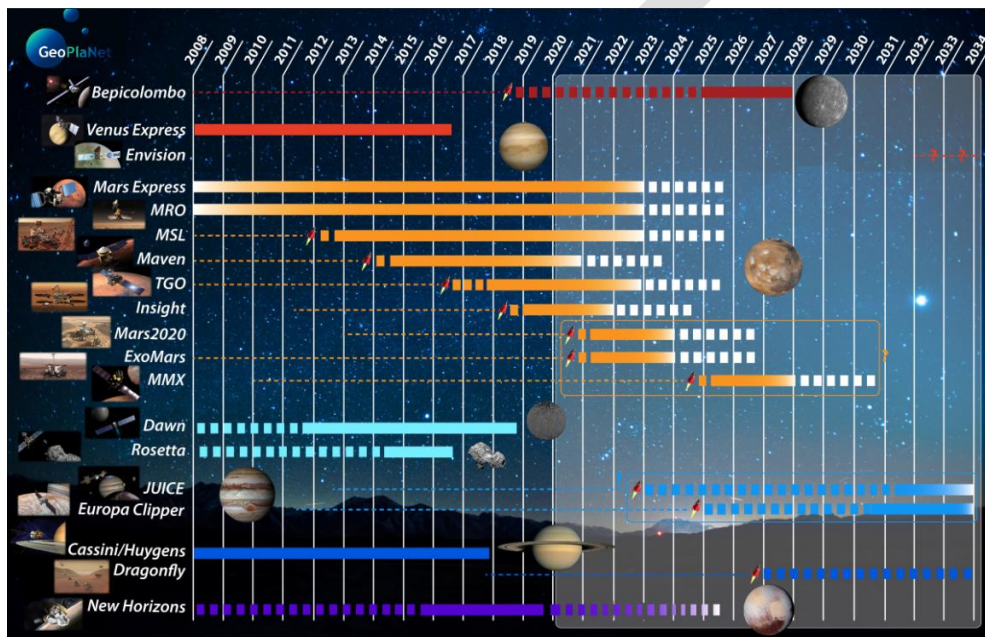 GeoPlaNet
2008 2009 2010 2011 2012 2013 2014 2015 2016 2017 2018 2019 2020 2021 2022 2023 2024 2025 2026 2027 2028 2029 2030 2031 2032 2033 2034
Bepicolombo
Venus Express
Envision
Mars Express
MRO
MSL
Maven
TGO
Insight
Mars2020
ExoMars
?
MMX
Dawn
Rosetta
JUICE
Europa Clipper
Cassini/Huygens
Dragonfly
New Horizons